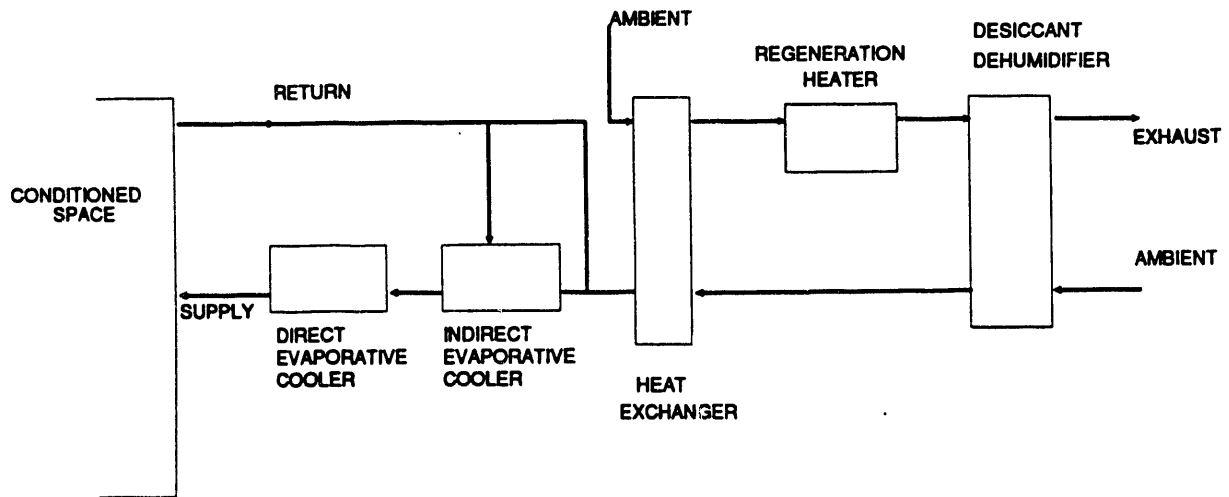 AMBIENT
DESICCANT
DEHUMIDIFIER
REGENERATION
HEATER
RETURN
EXHAUST
CONDITIONED
SPACE
AMBIENT
SUPPLY
DIRECT
EVAPORATIVE
COOLER
INDIRECT
EVAPORATIVE
COOLER
HEAT
EXCHANGER